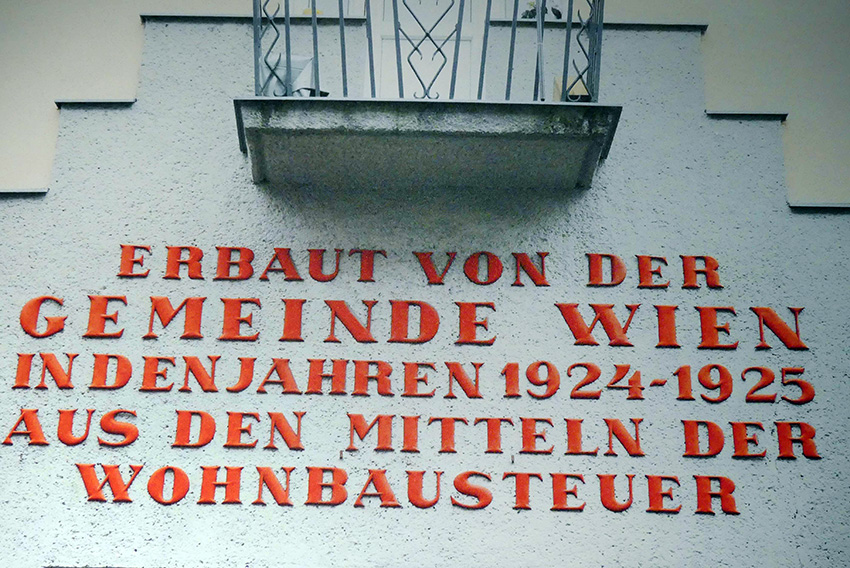 ERBAUT VON DER
GEMEINDE WIEN
IN DEN JAHREN 1924-1925
AUS DEN MITTELN DER
WOHNBAUSTEUER